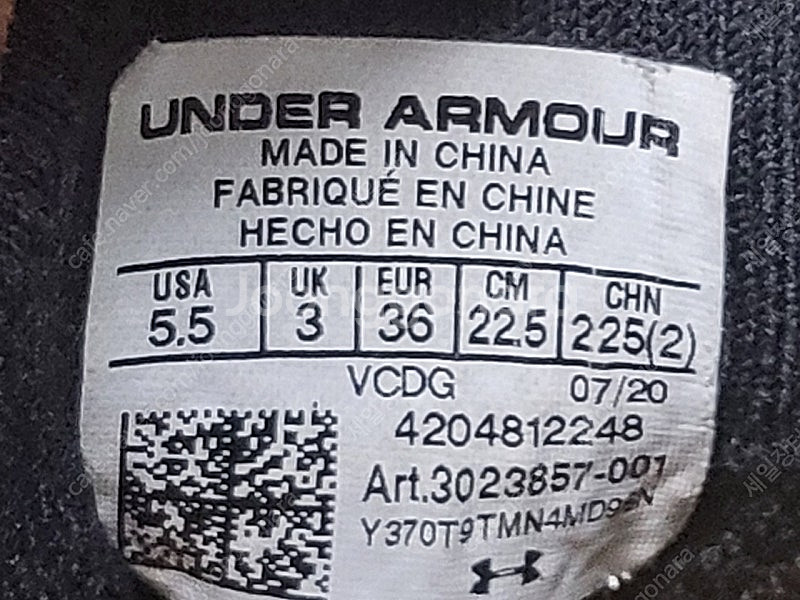 UNDER ARMOUR
MADE IN CHINA
FABRIQUÉ EN CHINE
HECHO EN CHINA
USA UK EUR CM CHN
5.5 3 36 22.5 225(2)
VCDG 07/20
4204812248
Art.3023857-001